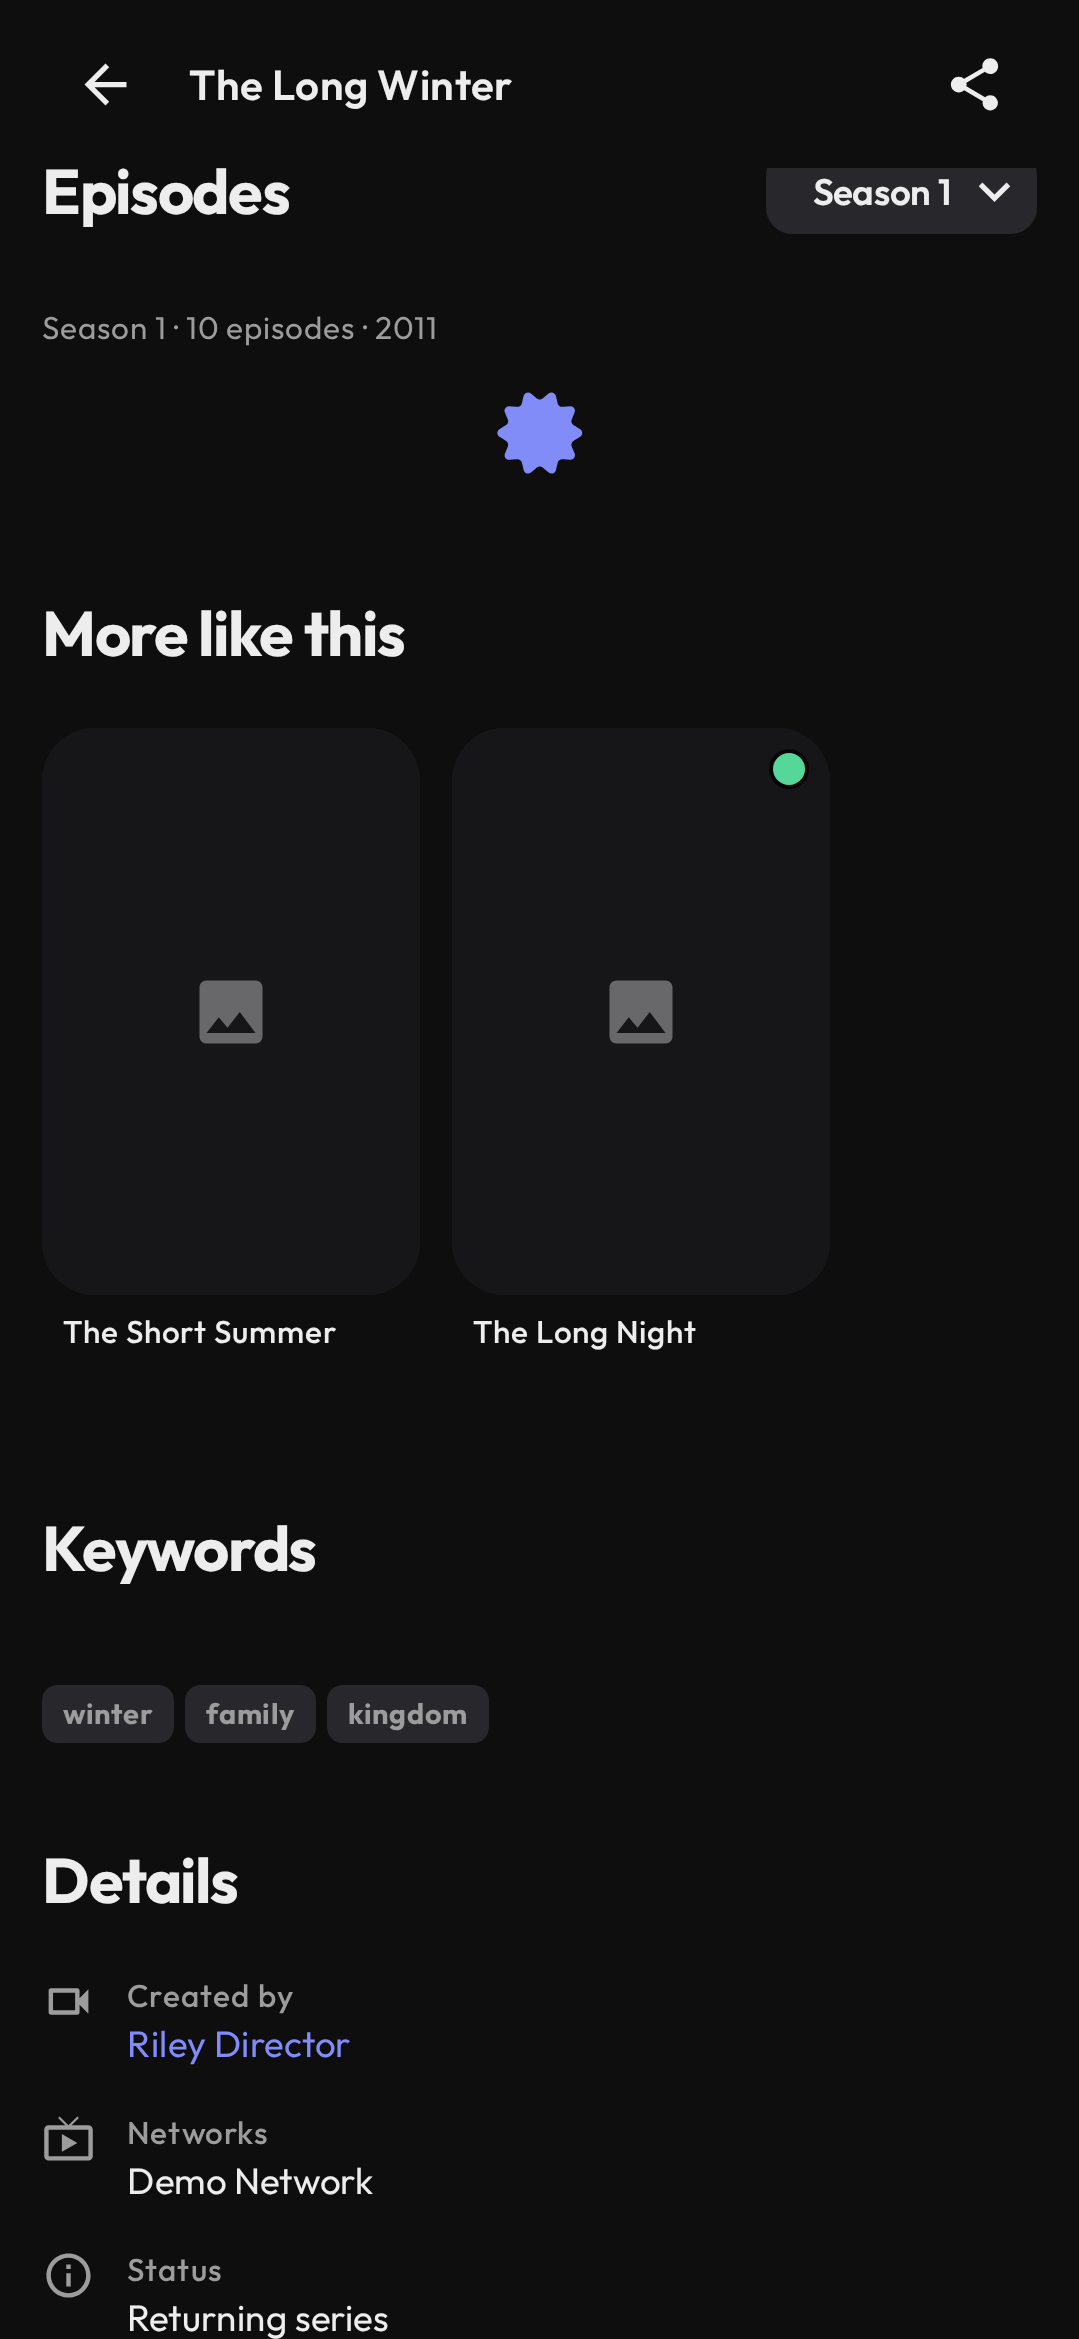 The Long Winter
Episodes
Season 1
Season 1 · 10 episodes · 2011
More like this
The Short Summer
The Long Night
Keywords
winter
family
kingdom
Details
Created by
Riley Director
Networks
Demo Network
Status
Returning series